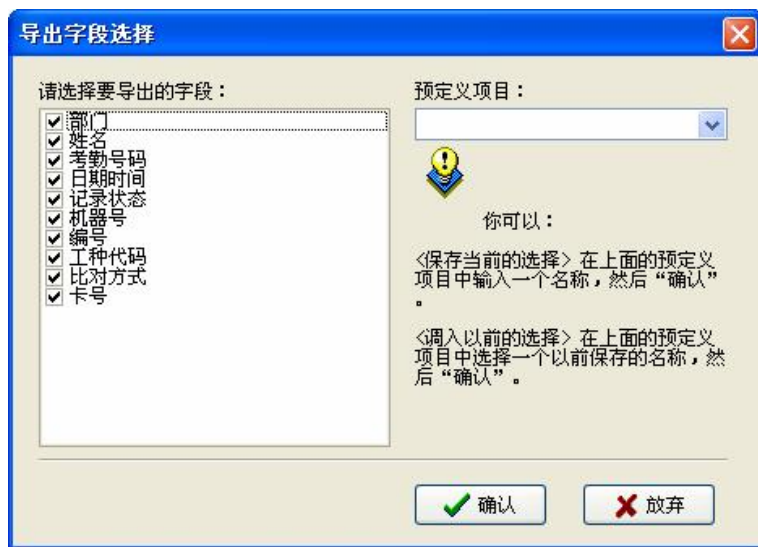 导出字段选择
请选择要导出的字段：
部门
姓名
考勤号码
日期时间
记录状态
机器号
编号
工种代码
比对方式
卡号
预定义项目：
你可以：
<保存当前的选择> 在上面的预定义
项目中输入一个名称，然后“确认”
。
<调入以前的选择> 在上面的预定义
项目中选择一个以前保存的名称，然
后“确认”。
确认
放弃